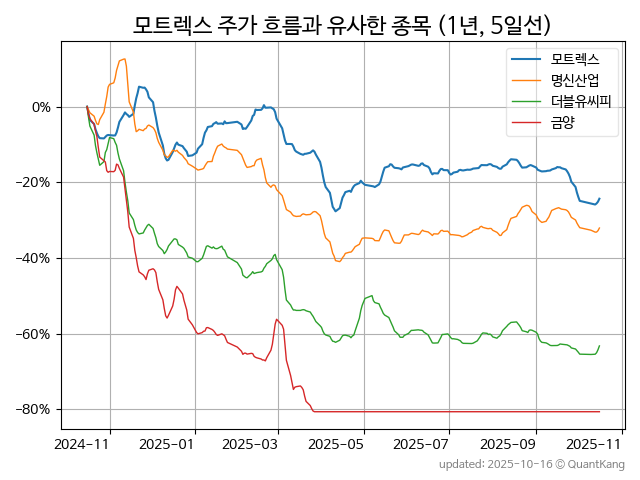 모트렉스 주가 흐름과 유사한 종목 (1년, 5일선)
모트렉스
명신산업
더블유씨피
금양
0%
−20%
−40%
−60%
−80%
2024−11
2025−01
2025−03
2025−05
2025−07
2025−09
2025−11
updated: 2025-10-16 © QuantKang